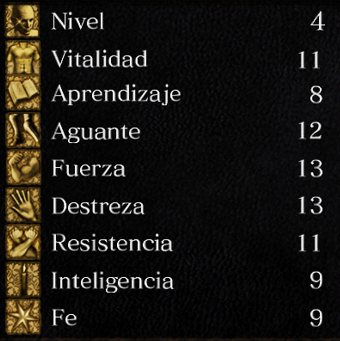 Nivel 4
Vitalidad 11
Aprendizaje 8
Aguante 12
Fuerza 13
Destreza 13
Resistencia 11
Inteligencia 9
Fe 9